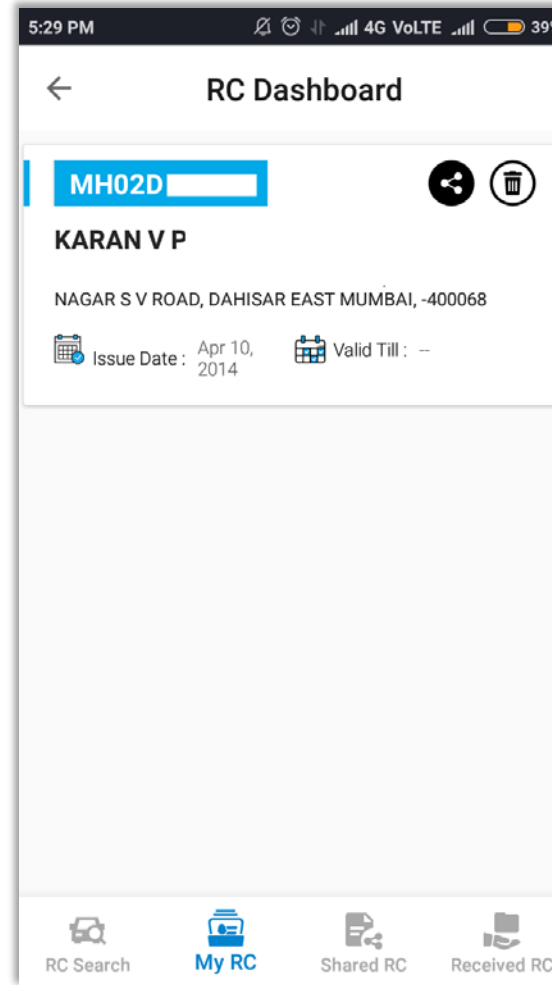 5:29 PM 4G VoLTE 39%
RC Dashboard
MH02D
KARAN V P
NAGAR S V ROAD, DAHISAR EAST MUMBAI, -400068
Issue Date : Apr 10, 2014 Valid Till : --
RC Search My RC Shared RC Received RC